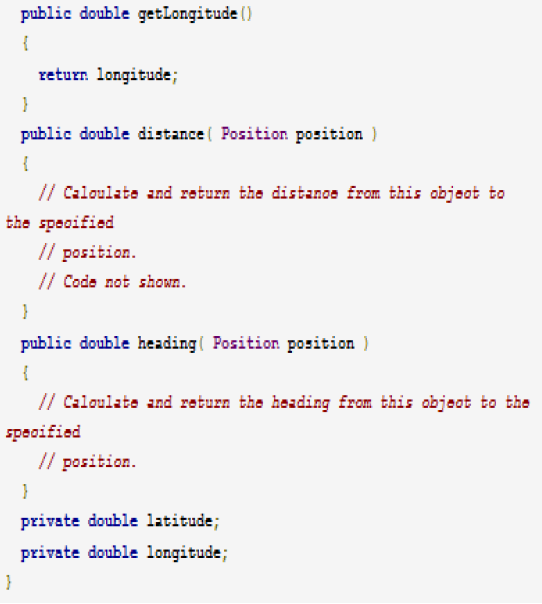 public double getLongitude()
{
return longitude;
}
public double distance( Position position )
{
// Calculate and return the distance from this object to
the specified
// position.
// Code not shown.
}
public double heading( Position position )
{
// Calculate and return the heading from this object to the
specified
// position.
}
private double latitude;
private double longitude;
}